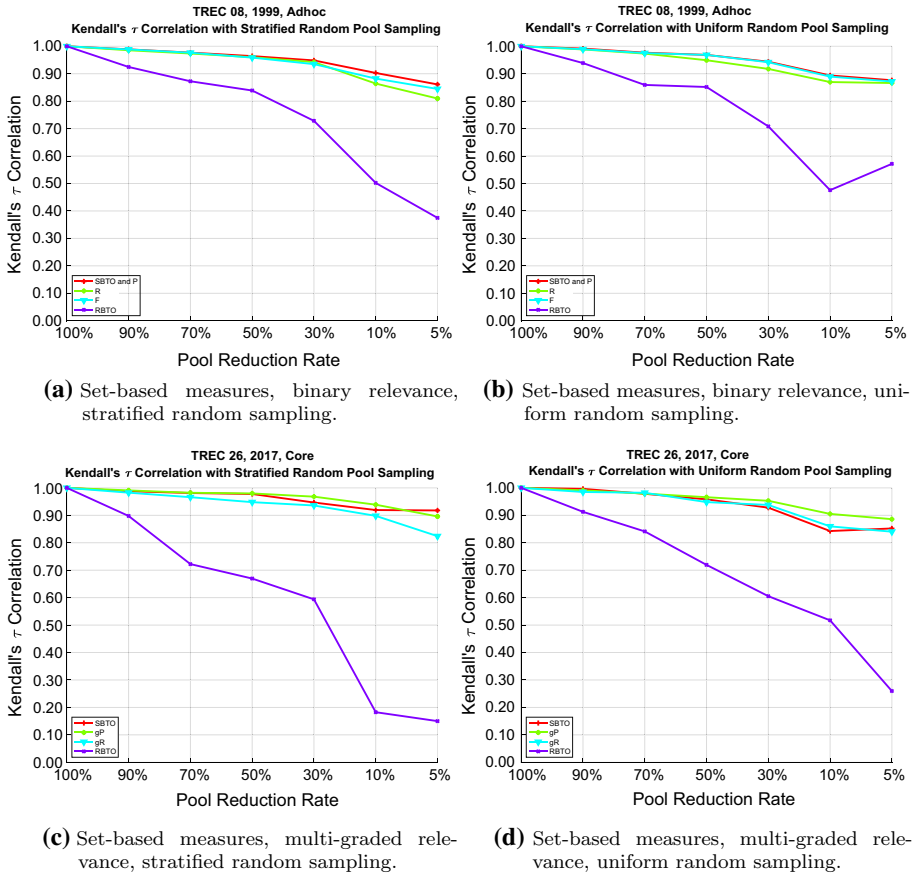 TREC 08, 1999, Adhoc
Kendall's τ Correlation with Stratified Random Pool Sampling
1.00
0.90
0.80
0.70
0.60
0.50
0.40
0.30
0.20
0.10
0.00
Kendall's τ Correlation
SBTO and P
R
F
RBTO
100% 90% 70% 50% 30% 10% 5%
Pool Reduction Rate
(a) Set-based measures, binary relevance,
stratified random sampling.
TREC 08, 1999, Adhoc
Kendall's τ Correlation with Uniform Random Pool Sampling
1.00
0.90
0.80
0.70
0.60
0.50
0.40
0.30
0.20
0.10
0.00
Kendall's τ Correlation
SBTO and P
R
F
RBTO
100% 90% 70% 50% 30% 10% 5%
Pool Reduction Rate
(b) Set-based measures, binary relevance, uni-
form random sampling.
TREC 26, 2017, Core
Kendall's τ Correlation with Stratified Random Pool Sampling
1.00
0.90
0.80
0.70
0.60
0.50
0.40
0.30
0.20
0.10
0.00
Kendall's τ Correlation
SBTO
gP
gR
RBTO
100% 90% 70% 50% 30% 10% 5%
Pool Reduction Rate
(c) Set-based measures, multi-graded rele-
vance, stratified random sampling.
TREC 26, 2017, Core
Kendall's τ Correlation with Uniform Random Pool Sampling
1.00
0.90
0.80
0.70
0.60
0.50
0.40
0.30
0.20
0.10
0.00
Kendall's τ Correlation
SBTO
gP
gR
RBTO
100% 90% 70% 50% 30% 10% 5%
Pool Reduction Rate
(d) Set-based measures, multi-graded rele-
vance, uniform random sampling.